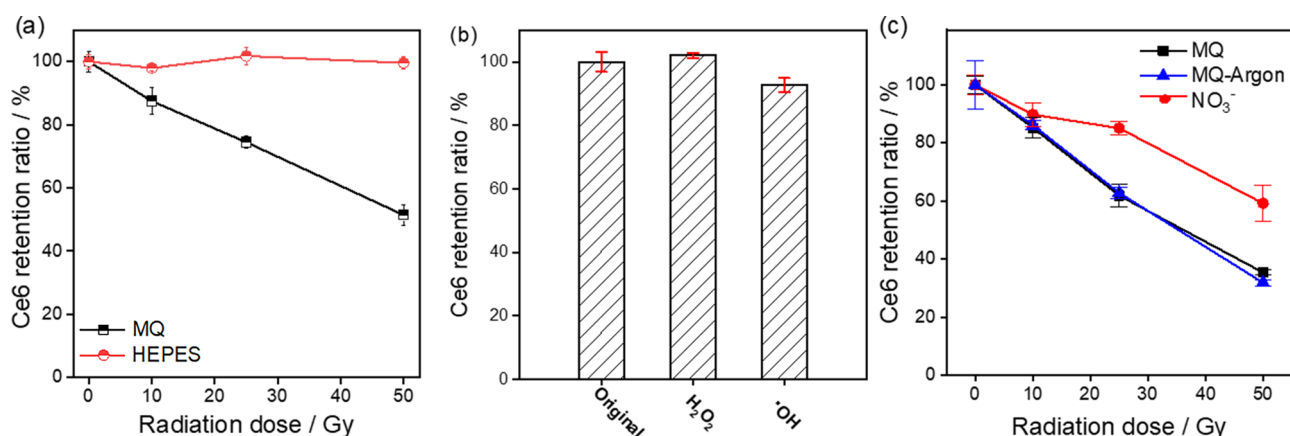 (a)
Ce6 retention ratio / %
100
80
60
40
20
0
MQ
HEPES
0 10 20 30 40 50
Radiation dose / Gy
(b)
Ce6 retention ratio / %
100
80
60
40
20
0
Original
H₂O₂
·OH
(c)
Ce6 retention ratio / %
100
80
60
40
20
0
MQ
MQ-Argon
NO₃⁻
0 10 20 30 40 50
Radiation dose / Gy